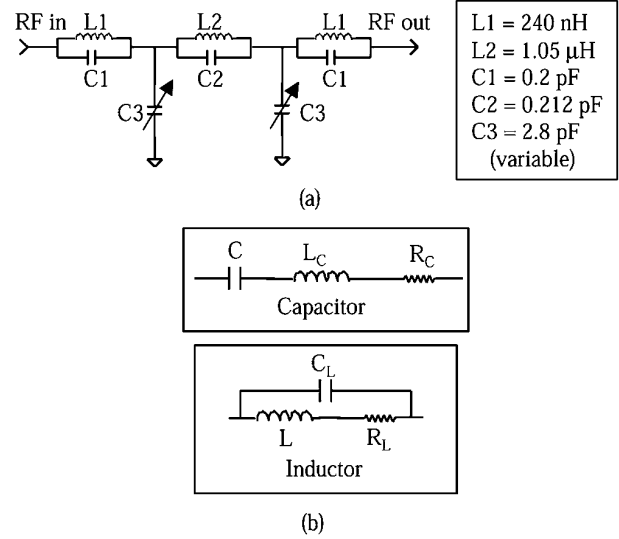 RF in L1 L2 L1 RF out
C1 C2 C1
C3 C3
L1 = 240 nH
L2 = 1.05 μH
C1 = 0.2 pF
C2 = 0.212 pF
C3 = 2.8 pF
(variable)
(a)
C L_C R_C
Capacitor
C_L
L R_L
Inductor
(b)